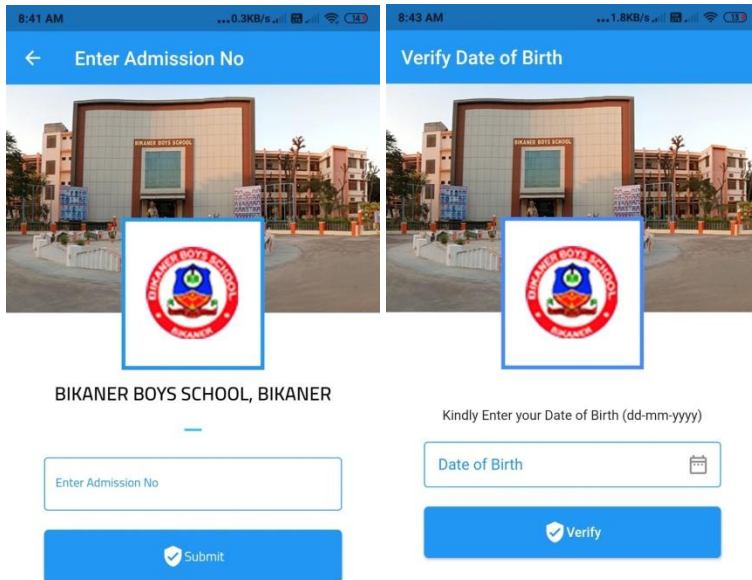 8:41 AM
...0.3KB/s
14
Enter Admission No
BIKANER BOYS SCHOOL
BIKANER BOYS SCHOOL
BIKANER
BIKANER BOYS SCHOOL, BIKANER
Enter Admission No
Submit
8:43 AM
...1.8KB/s
13
Verify Date of Birth
BIKANER BOYS SCHOOL
BIKANER BOYS SCHOOL
BIKANER
Kindly Enter your Date of Birth (dd-mm-yyyy)
Date of Birth
Verify